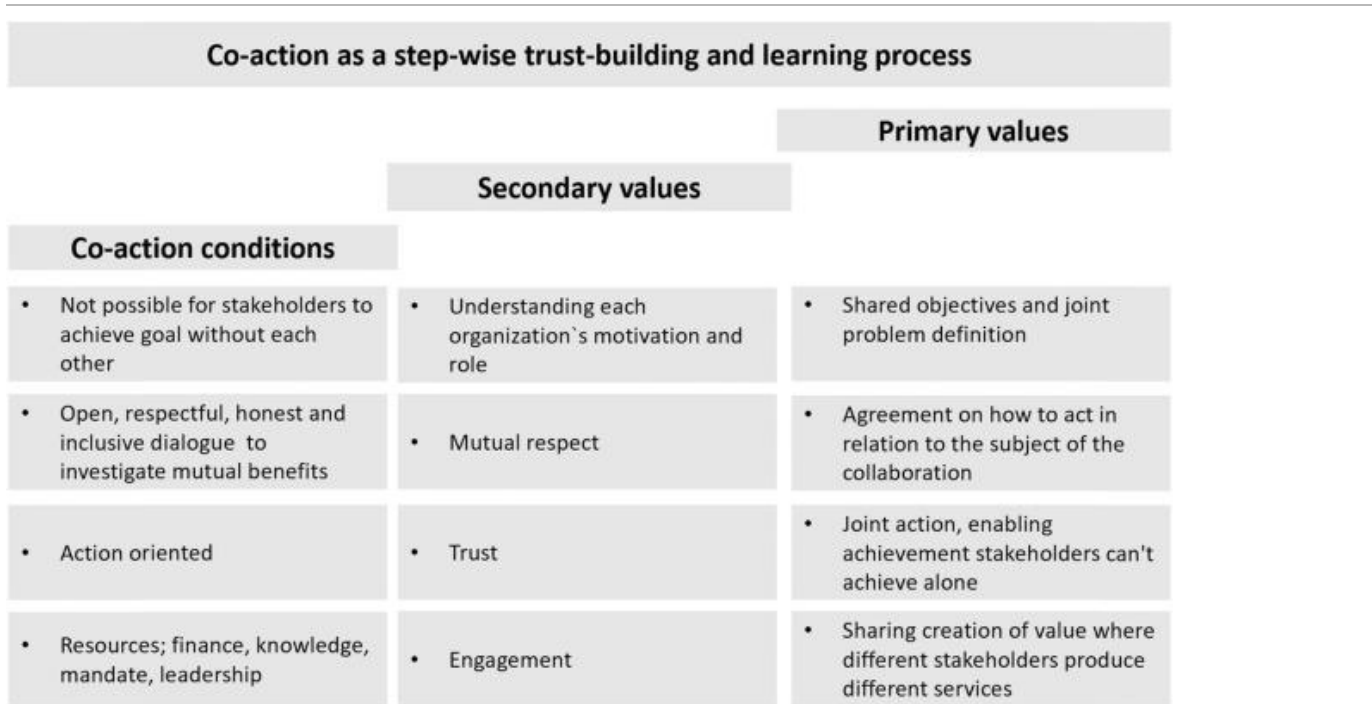 Co-action as a step-wise trust-building and learning process
Primary values
Secondary values
Co-action conditions
• Not possible for stakeholders to
achieve goal without each
other
• Understanding each
organization`s motivation and
role
• Shared objectives and joint
problem definition
• Open, respectful, honest and
inclusive dialogue to
investigate mutual benefits
• Mutual respect
• Agreement on how to act in
relation to the subject of the
collaboration
• Action oriented
• Trust
• Joint action, enabling
achievement stakeholders can't
achieve alone
• Resources; finance, knowledge,
mandate, leadership
• Engagement
• Sharing creation of value where
different stakeholders produce
different services